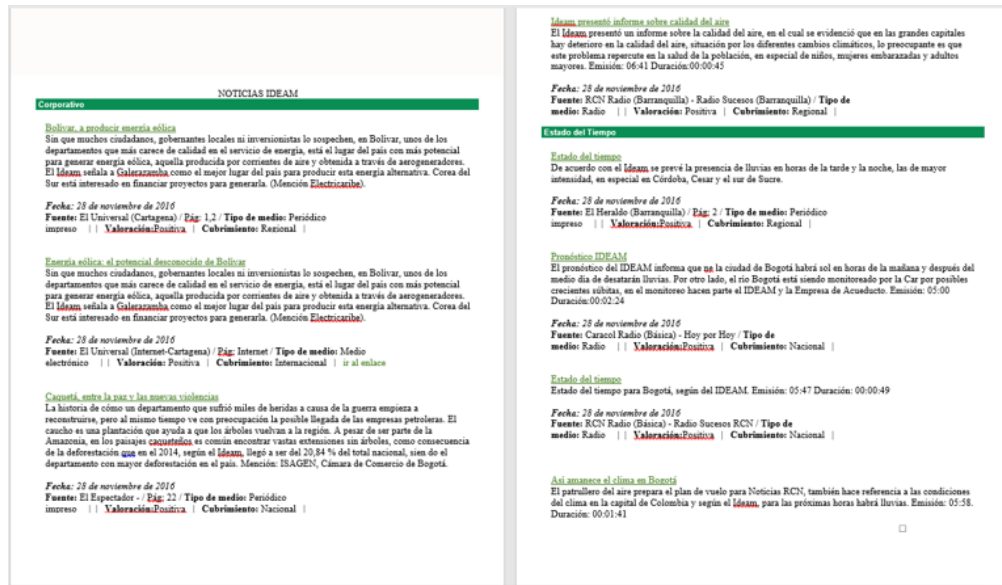 NOTICIAS IDEAM
Corporativo
Bolívar, a producir energía eólica
Sin que muchos ciudadanos, gobernantes locales ni inversionistas lo sospechen, en Bolívar, unos de los
departamentos que más carece de calidad en el servicio de energía, está el lugar del país con más potencial
para generar energía eólica, aquella producida por corrientes de aire y obtenida a través de aerogeneradores.
El Ideam señala a Galerazamba como el mejor lugar del país para producir esta energía alternativa. Corea del
Sur está interesado en financiar proyectos para generarla. (Mención Electricaribe).
Fecha: 28 de noviembre de 2016
Fuente: El Universal (Cartagena) / Pág: 1,2 / Tipo de medio: Periódico
impreso | | Valoración:Positiva | Cubrimiento: Regional |
Energía eólica: el potencial desconocido de Bolívar
Sin que muchos ciudadanos, gobernantes locales ni inversionistas lo sospechen, en Bolívar, unos de los
departamentos que más carece de calidad en el servicio de energía, está el lugar del país con más potencial
para generar energía eólica, aquella producida por corrientes de aire y obtenida a través de aerogeneradores.
El Ideam señala a Galerazamba como el mejor lugar del país para producir esta energía alternativa. Corea del
Sur está interesado en financiar proyectos para generarla. (Mención Electricaribe).
Fecha: 28 de noviembre de 2016
Fuente: El Universal (Internet-Cartagena) / Pág: Internet / Tipo de medio: Medio
electrónico | | Valoración: Positiva | Cubrimiento: Internacional | ir al enlace
Caquetá, entre la paz y las nuevas violencias
La historia de cómo un departamento que sufrió miles de heridas a causa de la guerra empieza a
reconstruirse, pero al mismo tiempo ve con preocupación la posible llegada de las empresas petroleras. El
caucho es una plantación que ayuda a que los árboles vuelvan a la región. A pesar de ser parte de la
Amazonia, en los paisajes caqueteños es común encontrar vastas extensiones sin árboles, como consecuencia
de la deforestación que en el 2014, según el Ideam, llegó a ser del 20,84 % del total nacional, sien do el
departamento con mayor deforestación en el país. Mención: ISAGEN, Cámara de Comercio de Bogotá.
Fecha: 28 de noviembre de 2016
Fuente: El Espectador - / Pág: 22 / Tipo de medio: Periódico
impreso | | Valoración:Positiva | Cubrimiento: Nacional |
Ideam presentó informe sobre calidad del aire
El Ideam presentó un informe sobre la calidad del aire, en el cual se evidenció que en las grandes capitales
hay deterioro en la calidad del aire, situación por los diferentes cambios climáticos, lo preocupante es que
este problema repercute en la salud de la población, en especial de niños, mujeres embarazadas y adultos
mayores. Emisión: 06:41 Duración:00:00:45
Fecha: 28 de noviembre de 2016
Fuente: RCN Radio (Barranquilla) - Radio Sucesos (Barranquilla) / Tipo de
medio: Radio | | Valoración: Positiva | Cubrimiento: Regional |
Estado del Tiempo
Estado del tiempo
De acuerdo con el Ideam se prevé la presencia de lluvias en horas de la tarde y la noche, las de mayor
intensidad, en especial en Córdoba, Cesar y el sur de Sucre.
Fecha: 28 de noviembre de 2016
Fuente: El Heraldo (Barranquilla) / Pág: 2 / Tipo de medio: Periódico
impreso | | Valoración:Positiva | Cubrimiento: Regional |
Pronóstico IDEAM
El pronóstico del IDEAM informa que ne la ciudad de Bogotá habrá sol en horas de la mañana y después del
medio día de desatarán lluvias. Por otro lado, el río Bogotá está siendo monitoreado por la Car por posibles
crecientes súbitas, en el monitoreo hacen parte el IDEAM y la Empresa de Acueducto. Emisión: 05:00
Duración:00:02:24
Fecha: 28 de noviembre de 2016
Fuente: Caracol Radio (Básica) - Hoy por Hoy / Tipo de
medio: Radio | | Valoración:Positiva | Cubrimiento: Nacional |
Estado del tiempo
Estado del tiempo para Bogotá, según del IDEAM. Emisión: 05:47 Duración: 00:00:49
Fecha: 28 de noviembre de 2016
Fuente: RCN Radio (Básica) - Radio Sucesos RCN / Tipo de
medio: Radio | | Valoración:Positiva | Cubrimiento: Nacional |
Así amanece el clima en Bogotá
El patrullero del aire prepara el plan de vuelo para Noticias RCN, también hace referencia a las condiciones
del clima en la capital de Colombia y según el Ideam, para las próximas horas habrá lluvias. Emisión: 05:58.
Duración: 00:01:41